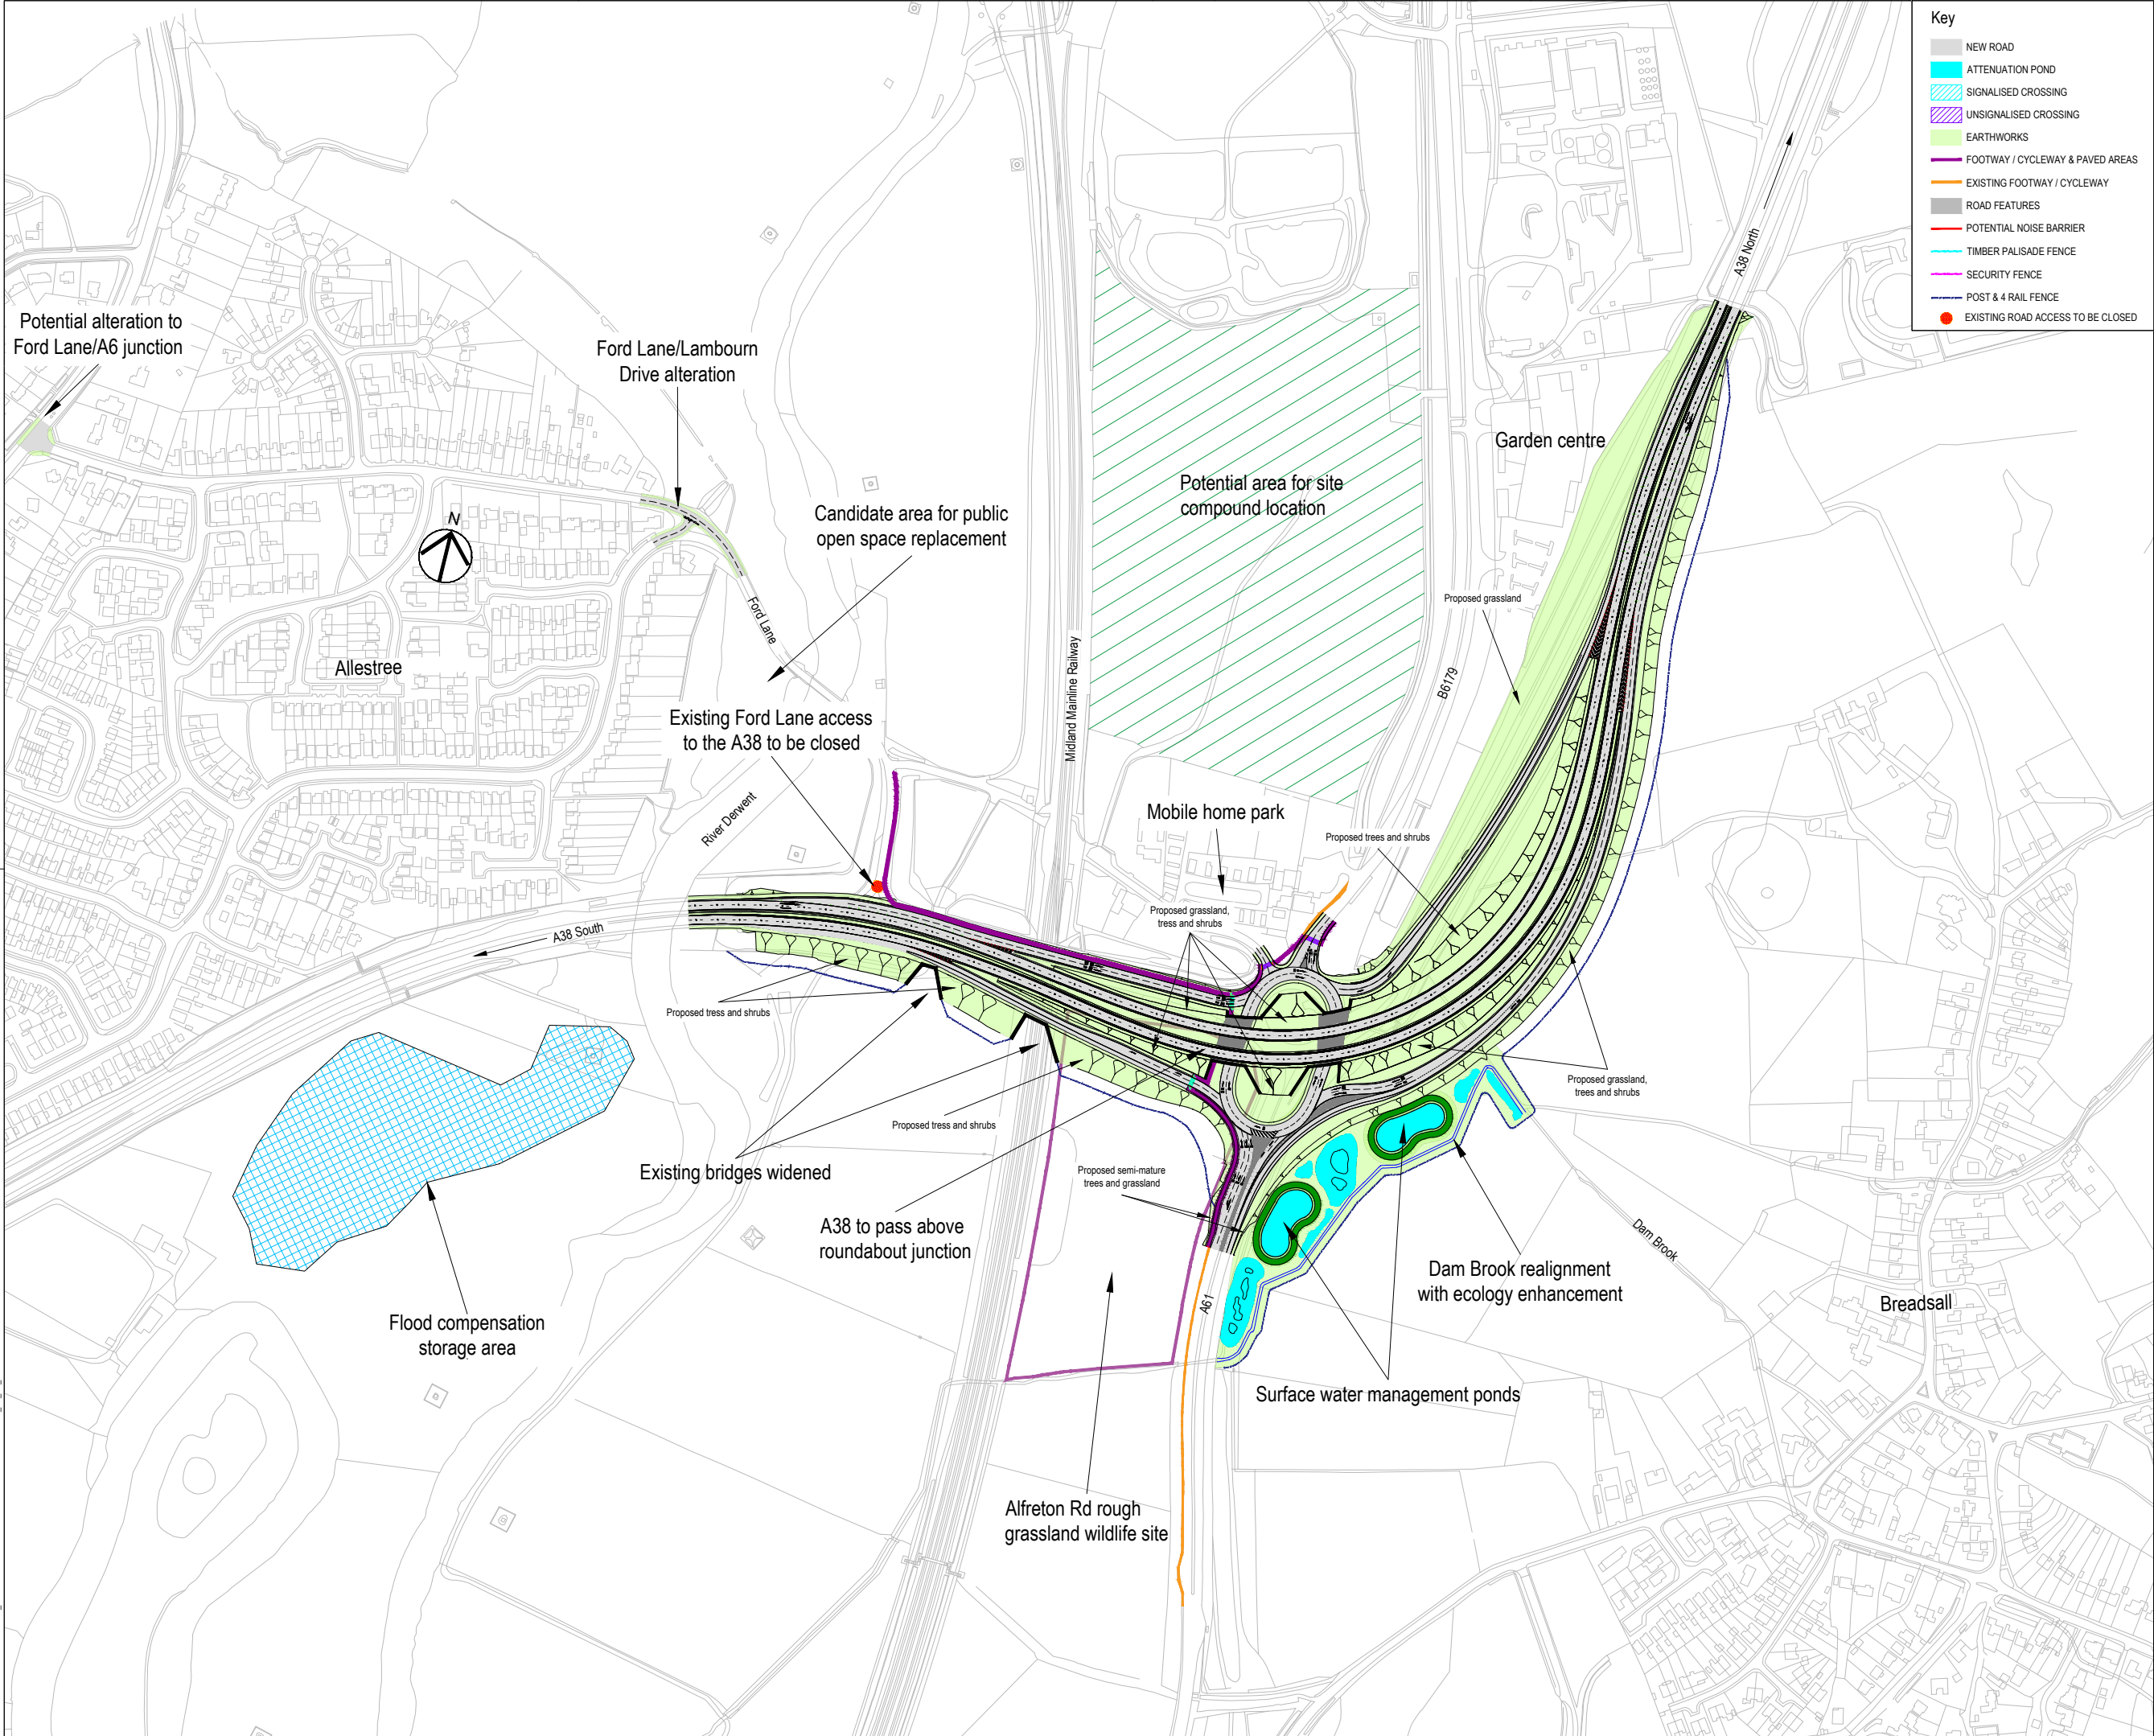 Key
NEW ROAD
ATTENUATION POND
SIGNALISED CROSSING
UNSIGNALISED CROSSING
EARTHWORKS
FOOTWAY / CYCLEWAY & PAVED AREAS
EXISTING FOOTWAY / CYCLEWAY
ROAD FEATURES
POTENTIAL NOISE BARRIER
TIMBER PALISADE FENCE
SECURITY FENCE
POST & 4 RAIL FENCE
EXISTING ROAD ACCESS TO BE CLOSED
A38 North
Potential alteration to
Ford Lane/A6 junction
Ford Lane/Lambourn
Drive alteration
Garden centre
Potential area for site
compound location
Candidate area for public
open space replacement
N
Proposed grassland
Ford Lane
Allestree
Midland Mainline Railway
B6179
Existing Ford Lane access
to the A38 to be closed
River Derwent
Mobile home park
Proposed trees and shrubs
Proposed grassland,
tress and shrubs
A38 South
Proposed tress and shrubs
Proposed grassland,
trees and shrubs
Proposed tress and shrubs
Existing bridges widened
Proposed semi-mature
trees and grassland
A38 to pass above
roundabout junction
Dam Brook
Dam Brook realignment
with ecology enhancement
Breadsall
A61
Flood compensation
storage area
Surface water management ponds
Alfreton Rd rough
grassland wildlife site